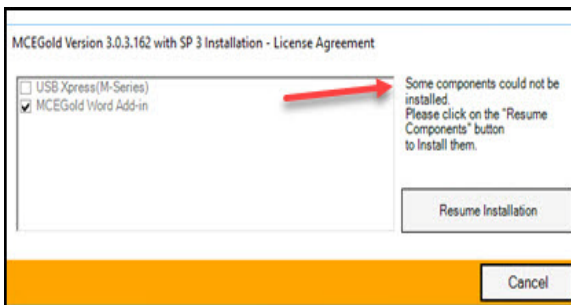 MCEGold Version 3.0.3.162 with SP 3 Installation - License Agreement
USB Xpress(M-Series)
MCEGold Word Add-in
Some components could not be
installed.
Please click on the "Resume
Components" button
to Install them.
Resume Installation
Cancel